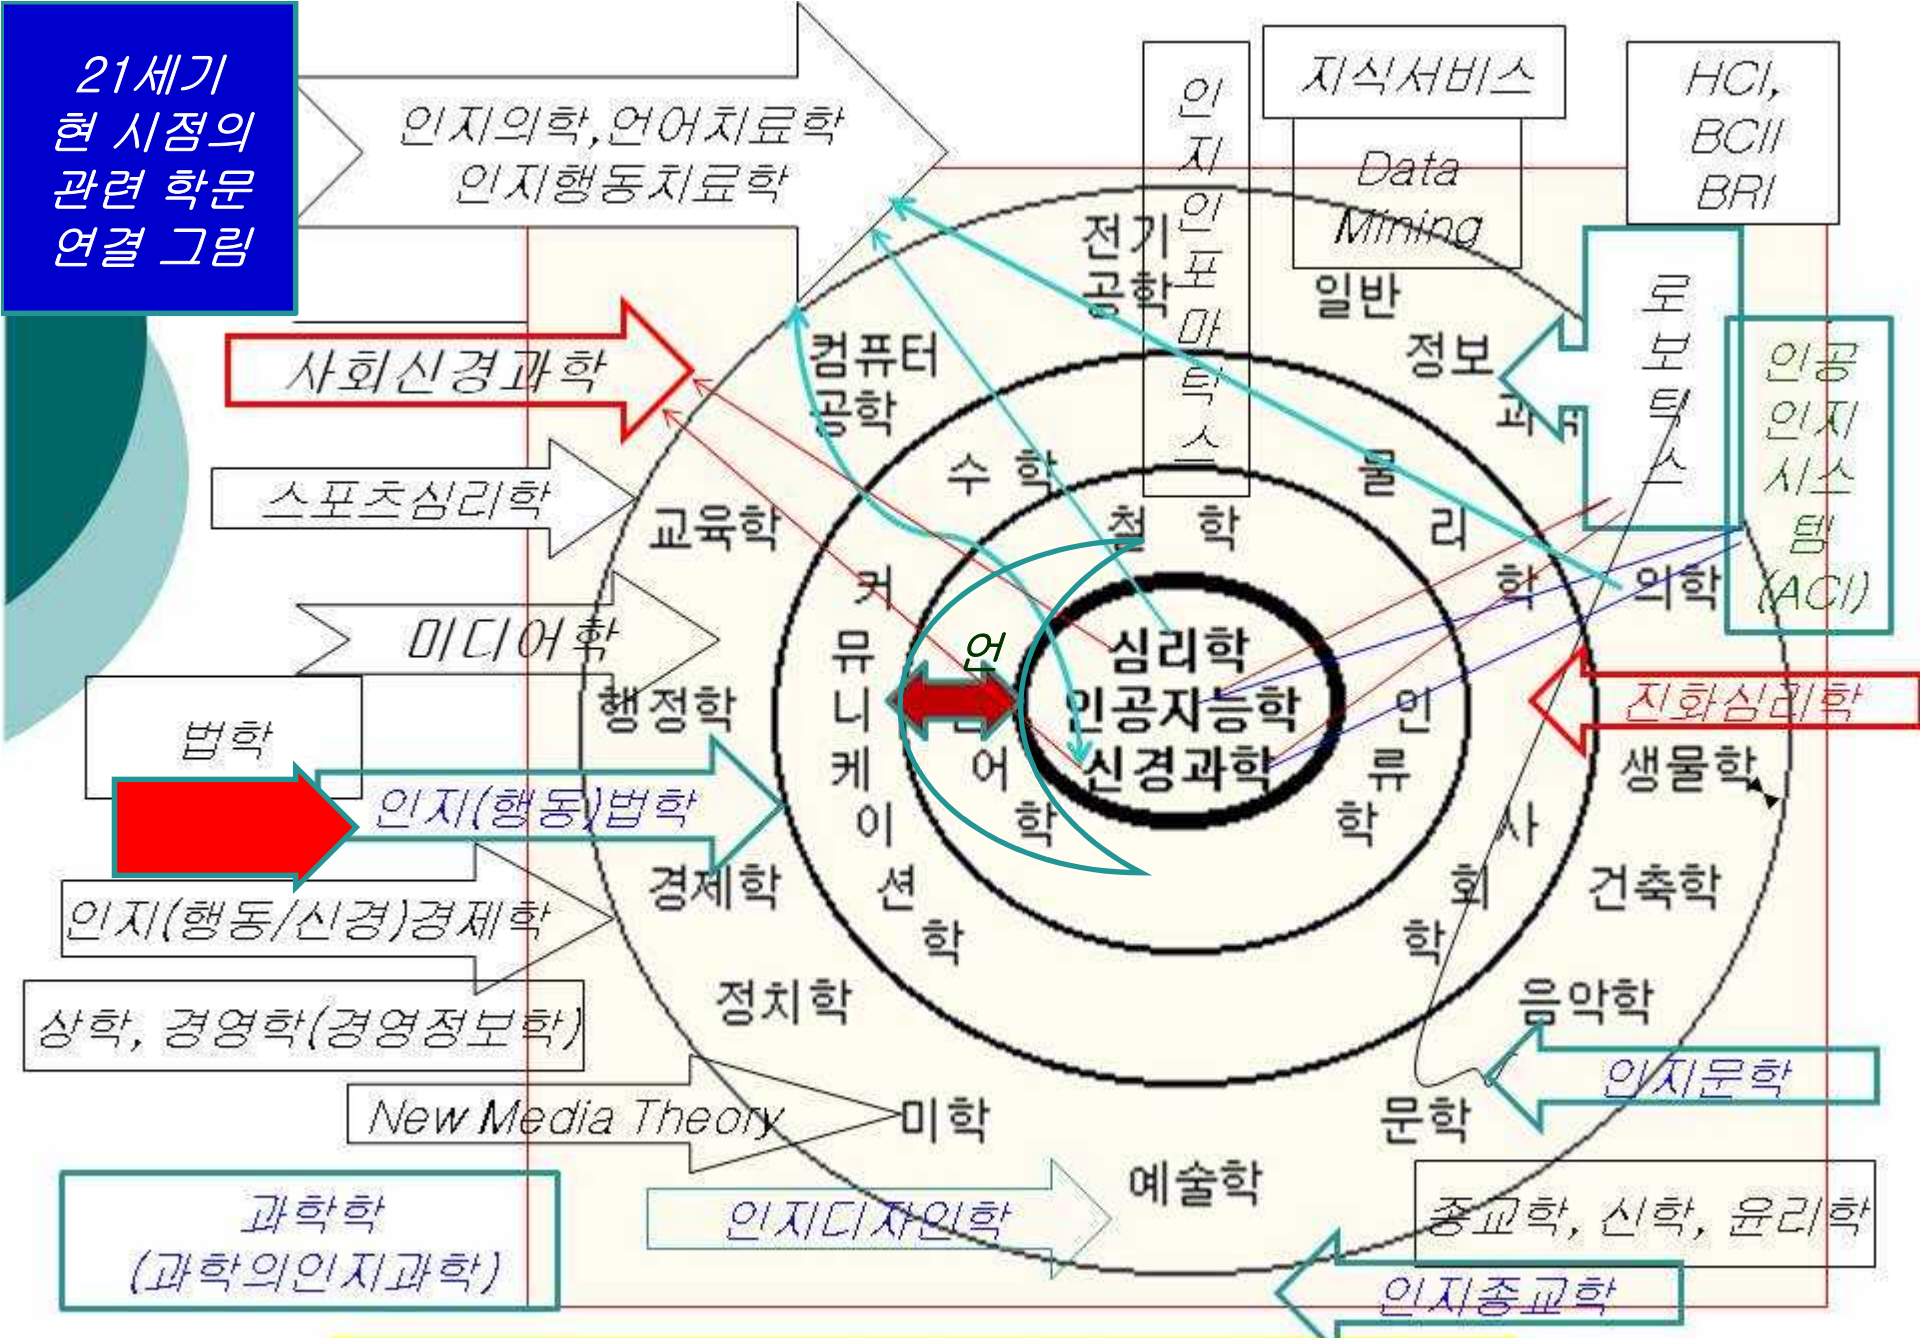 21세기
현 시점의
관련 학문
연결 그림
인지의학,언어치료학
인지행동치료학
인지인포마틱스
지식서비스
Data
Mining
HCI,
BCII
BRI
로보틱스
인공
인지
시스
템
(ACI)
전기
공학
일반
정보
과학
컴퓨터
공학
사회신경과학
스포츠심리학
교육학
미디어학
행정학
법학
인지(행동)법학
경제학
인지(행동/신경)경제학
상학, 경영학(경영정보학)
정치학
New Media Theory
미학
과학학
(과학의인지과학)
인지디자인학
예술학
문학
종교학, 신학, 윤리학
인지종교학
인지문학
음악학
건축학
생물학
진화심리학
의학
수학
물리학
커뮤니케이션학
사회학
철학
언
어학
인류학
심리학
인공지능학
신경과학